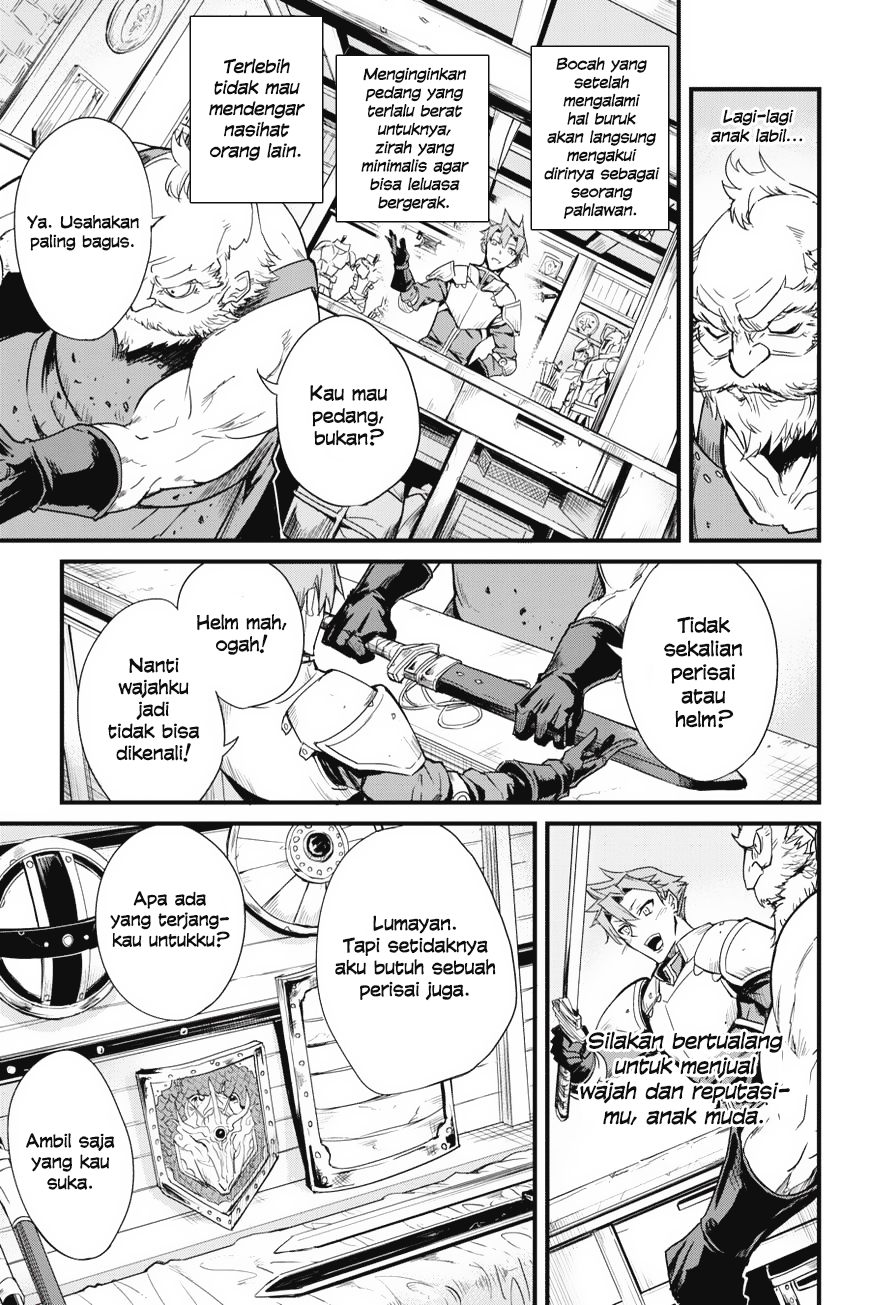 Lagi-lagi
anak labil...
Bocah yang
setelah
mengalami
hal buruk
akan langsung
mengakui
dirinya sebagai
seorang
pahlawan.
Menginginkan
pedang yang
terlalu berat
untuknya,
zirah yang
minimalis agar
bisa leluasa
bergerak.
Terlebih
tidak mau
mendengar
nasihat
orang lain.
Kau mau
pedang,
bukan?
Ya. Usahakan
paling bagus.
Tidak
sekalian
perisai
atau
helm?
Helm mah,
ogah!
Nanti
wajahku
jadi
tidak bisa
dikenali!
Silakan bertualang
untuk menjual
wajah dan reputasi-
mu, anak muda.
Lumayan.
Tapi setidaknya
aku butuh sebuah
perisai juga.
Apa ada
yang terjang-
kau untukku?
Ambil saja
yang kau
suka.